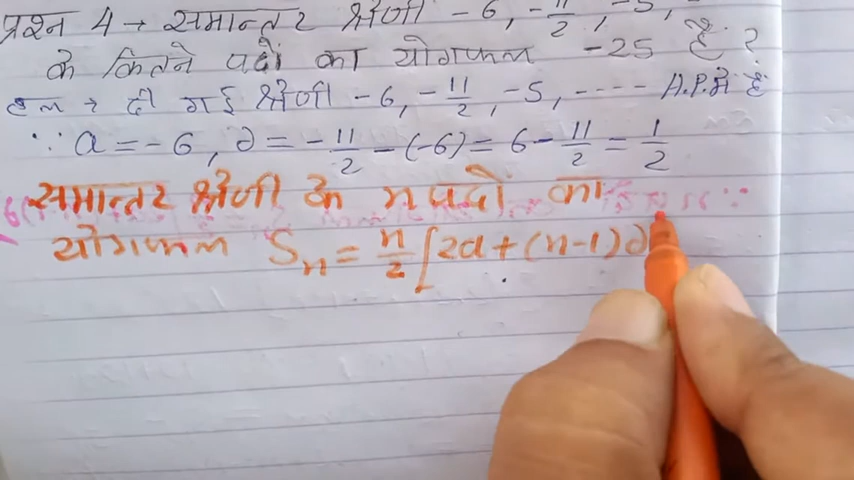 प्रश्न 4 → समान्तर श्रेणी -6, -11/2, -5,
के कितने पदों का योगफल -25 है ?
हल → दी गई श्रेणी -6, -11/2, -5, ---- A.P. में है
∵ a = -6, d = -11/2 - (-6) = 6 - 11/2 = 1/2
समान्तर श्रेणी के n पदों का
योगफल Sn = n/2 [2a + (n-1)d